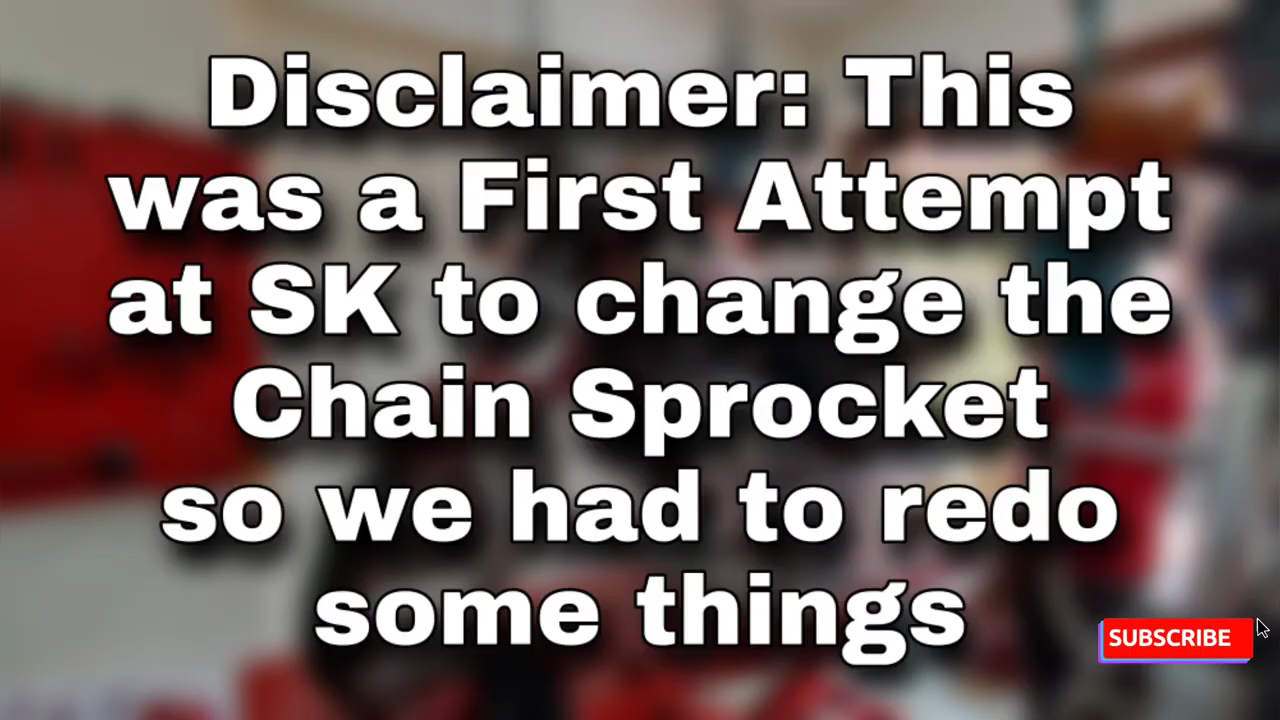 Disclaimer: This
was a First Attempt
at SK to change the
Chain Sprocket
so we had to redo
some things
SUBSCRIBE